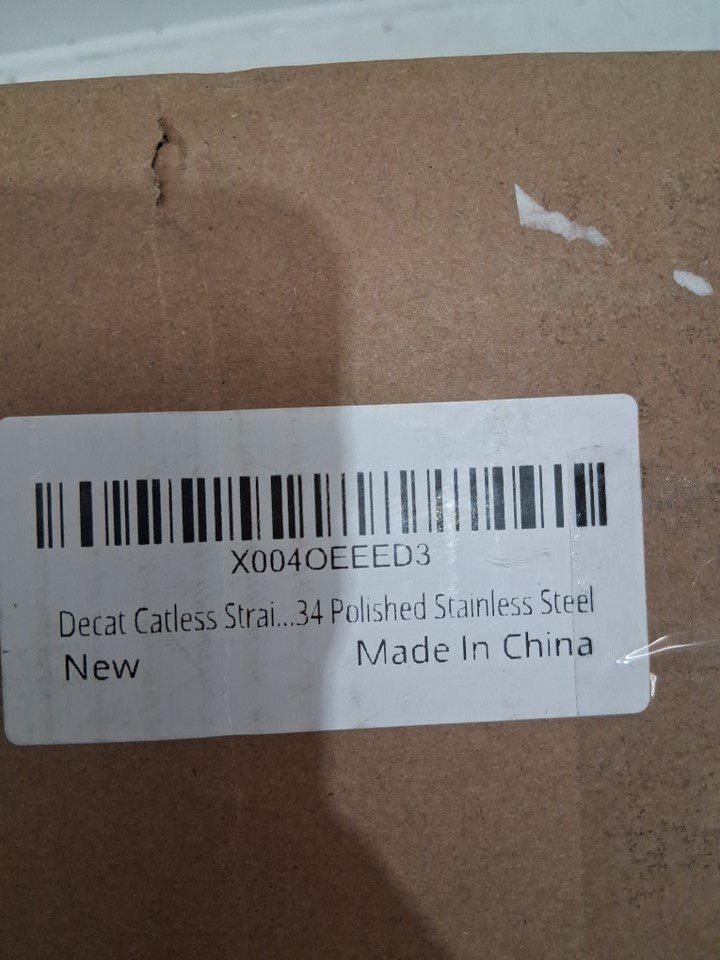 X004OEEED3
Decat Catless Strai...34 Polished Stainless Steel
New
Made In China